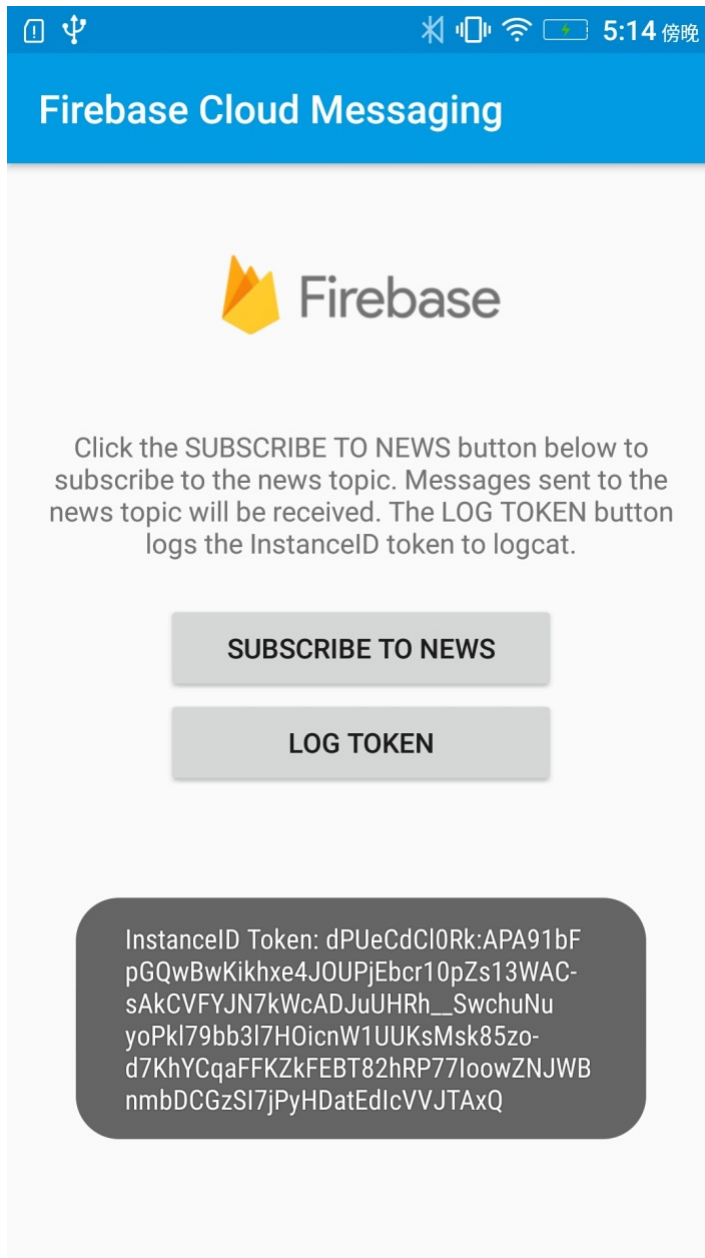 5:14 傍晚
Firebase Cloud Messaging
Firebase
Click the SUBSCRIBE TO NEWS button below to
subscribe to the news topic. Messages sent to the
news topic will be received. The LOG TOKEN button
logs the InstanceID token to logcat.
SUBSCRIBE TO NEWS
LOG TOKEN
InstanceID Token: dPUeCdCl0Rk:APA91bF
pGQwBwKikhxe4JOUPjEbcr10pZs13WAC-
sAkCVFYJN7kWcADJuUHRh__SwchuNu
yoPkl79bb3l7HOicnW1UUKsMsk85zo-
d7KhYCqaFFKZkFEBT82hRP77IoowZNJWB
nmbDCGzSI7jPyHDatEdIcVVJTAxQ